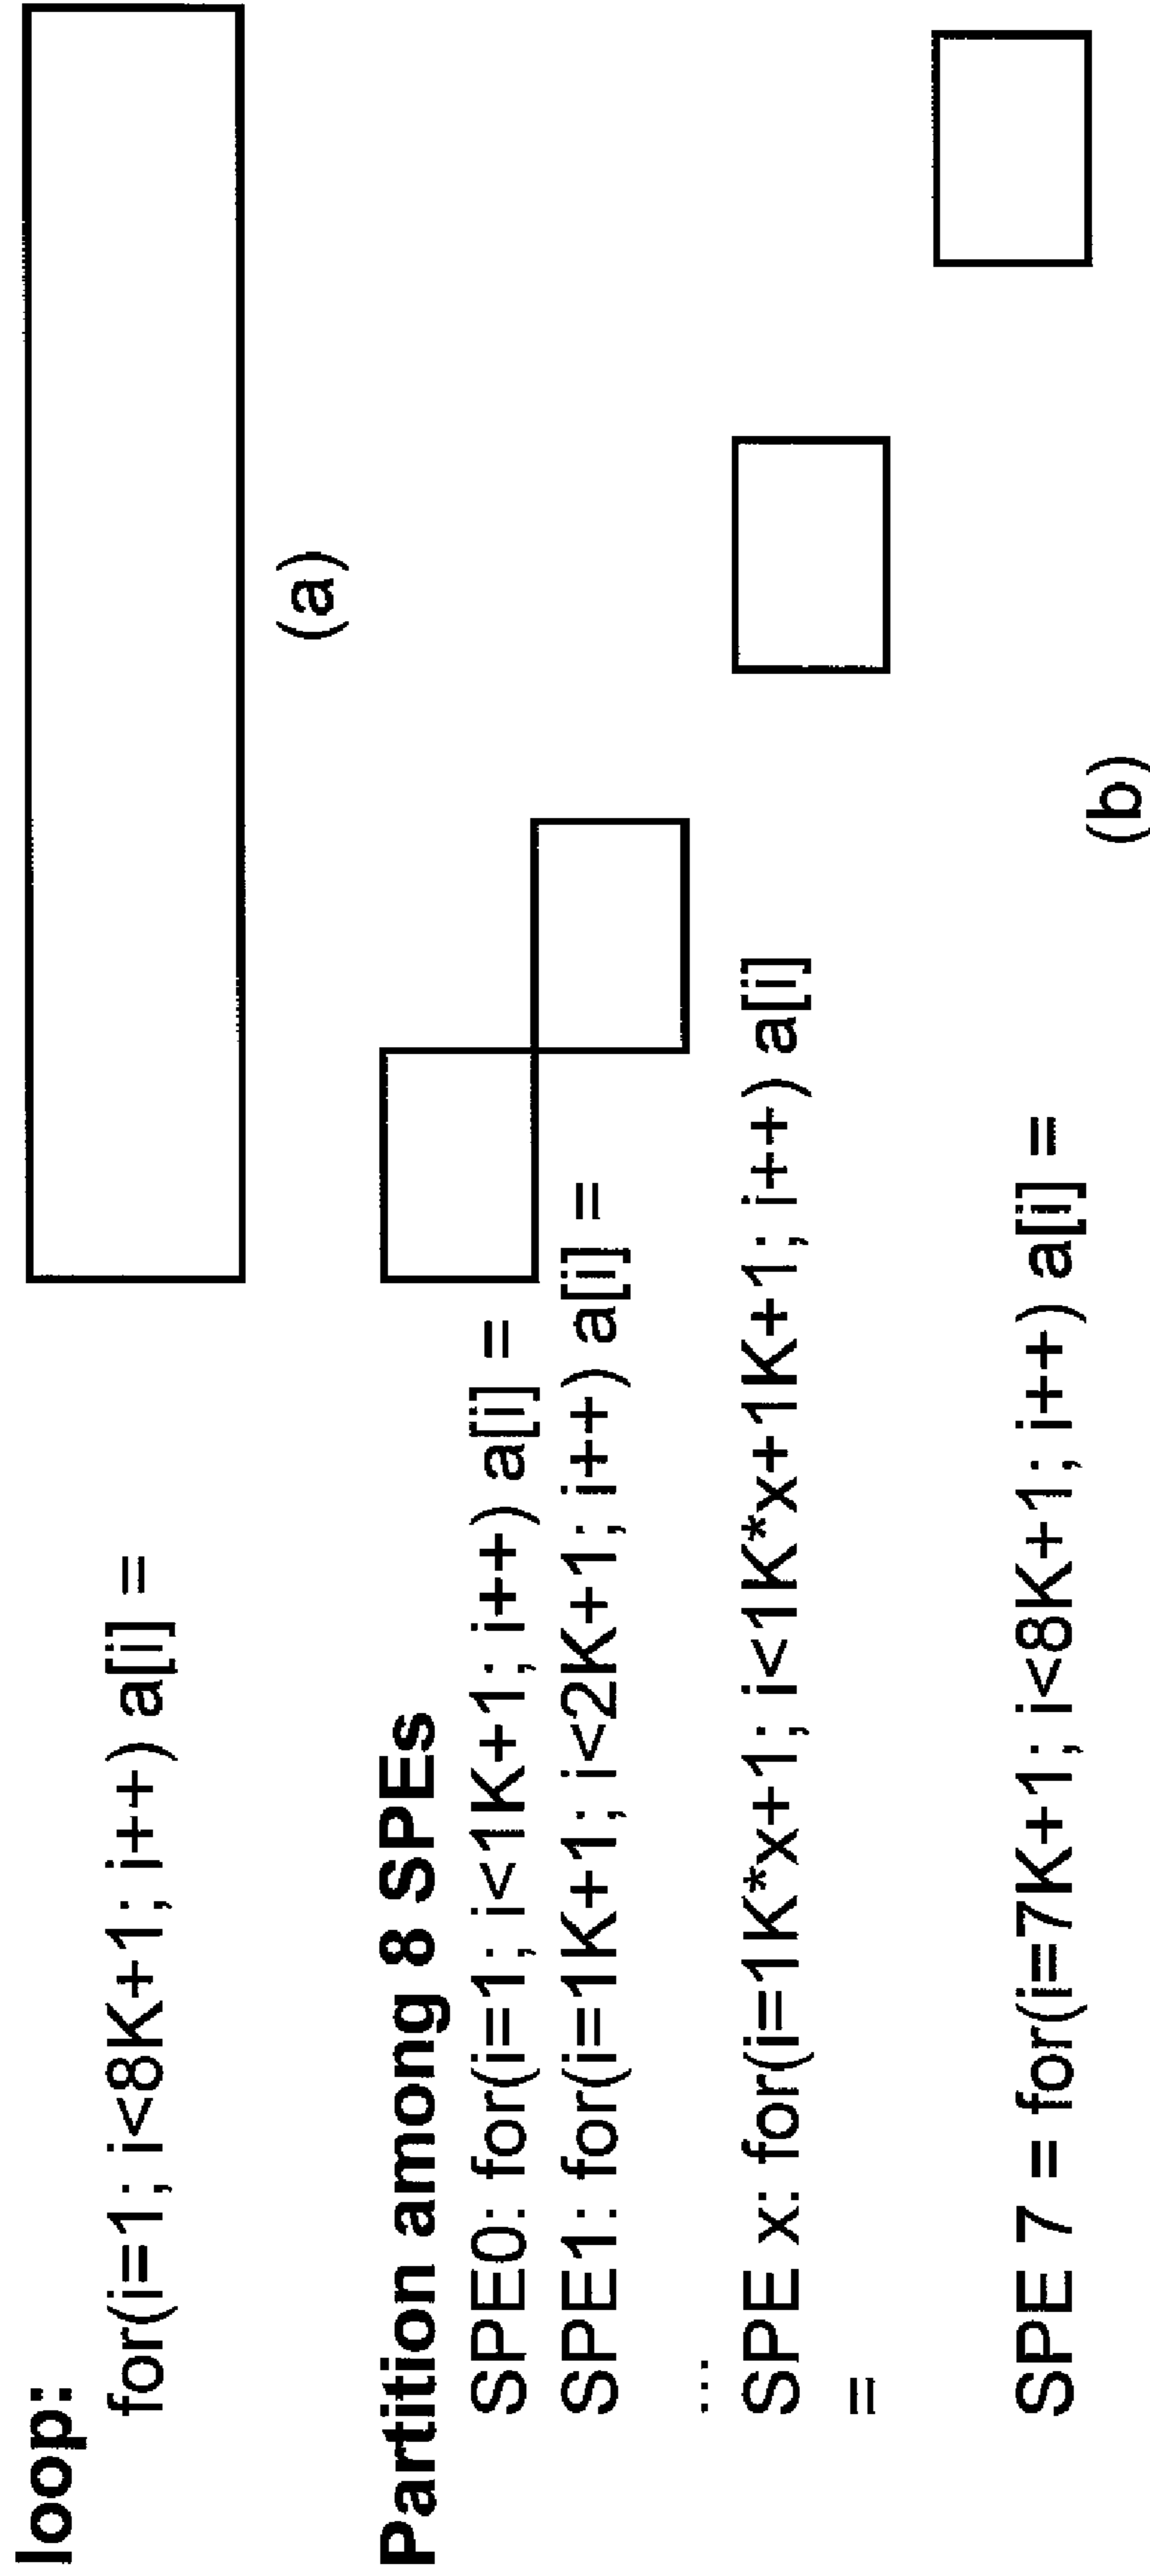 loop:
for(i=1; i<8K+1; i++) a[i] =
(a)
Partition among 8 SPEs
SPE0: for(i=1; i<1K+1; i++) a[i] =
SPE1: for(i=1K+1; i<2K+1; i++) a[i] =
...
SPE x: for(i=1K*x+1; i<1K*x+1K+1; i++) a[i]
=
SPE 7 = for(i=7K+1; i<8K+1; i++) a[i] =
(b)